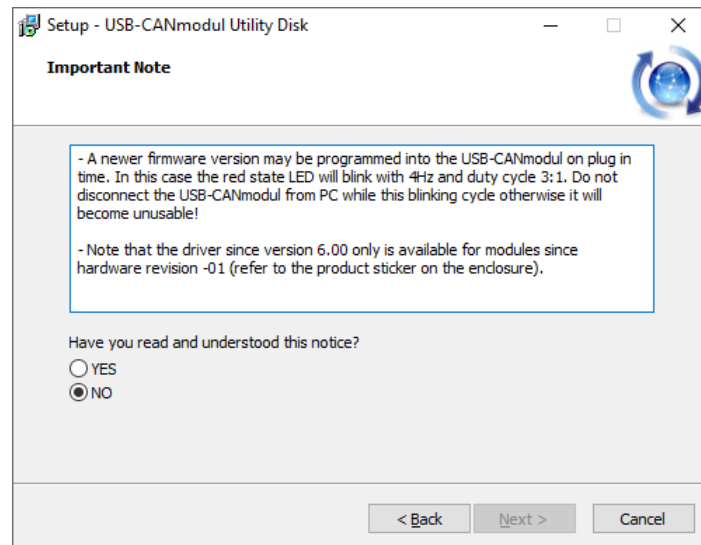 Setup - USB-CANmodul Utility Disk
Important Note
- A newer firmware version may be programmed into the USB-CANmodul on plug in
time. In this case the red state LED will blink with 4Hz and duty cycle 3:1. Do not
disconnect the USB-CANmodul from PC while this blinking cycle otherwise it will
become unusable!
- Note that the driver since version 6.00 only is available for modules since
hardware revision -01 (refer to the product sticker on the enclosure).
Have you read and understood this notice?
YES
NO
< Back
Next >
Cancel